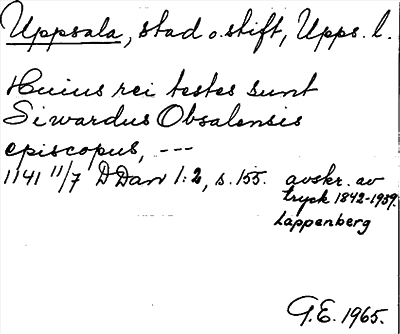 Uppsala, stad o. stift, Upps. l.
Huius rei testes sunt
Siwardus Obsalensis
episcopus, ---
1141 11/7 DDan 1:2, s. 155. avskr. av
tryck 1842-1959.
Lappenberg
G.E. 1965.